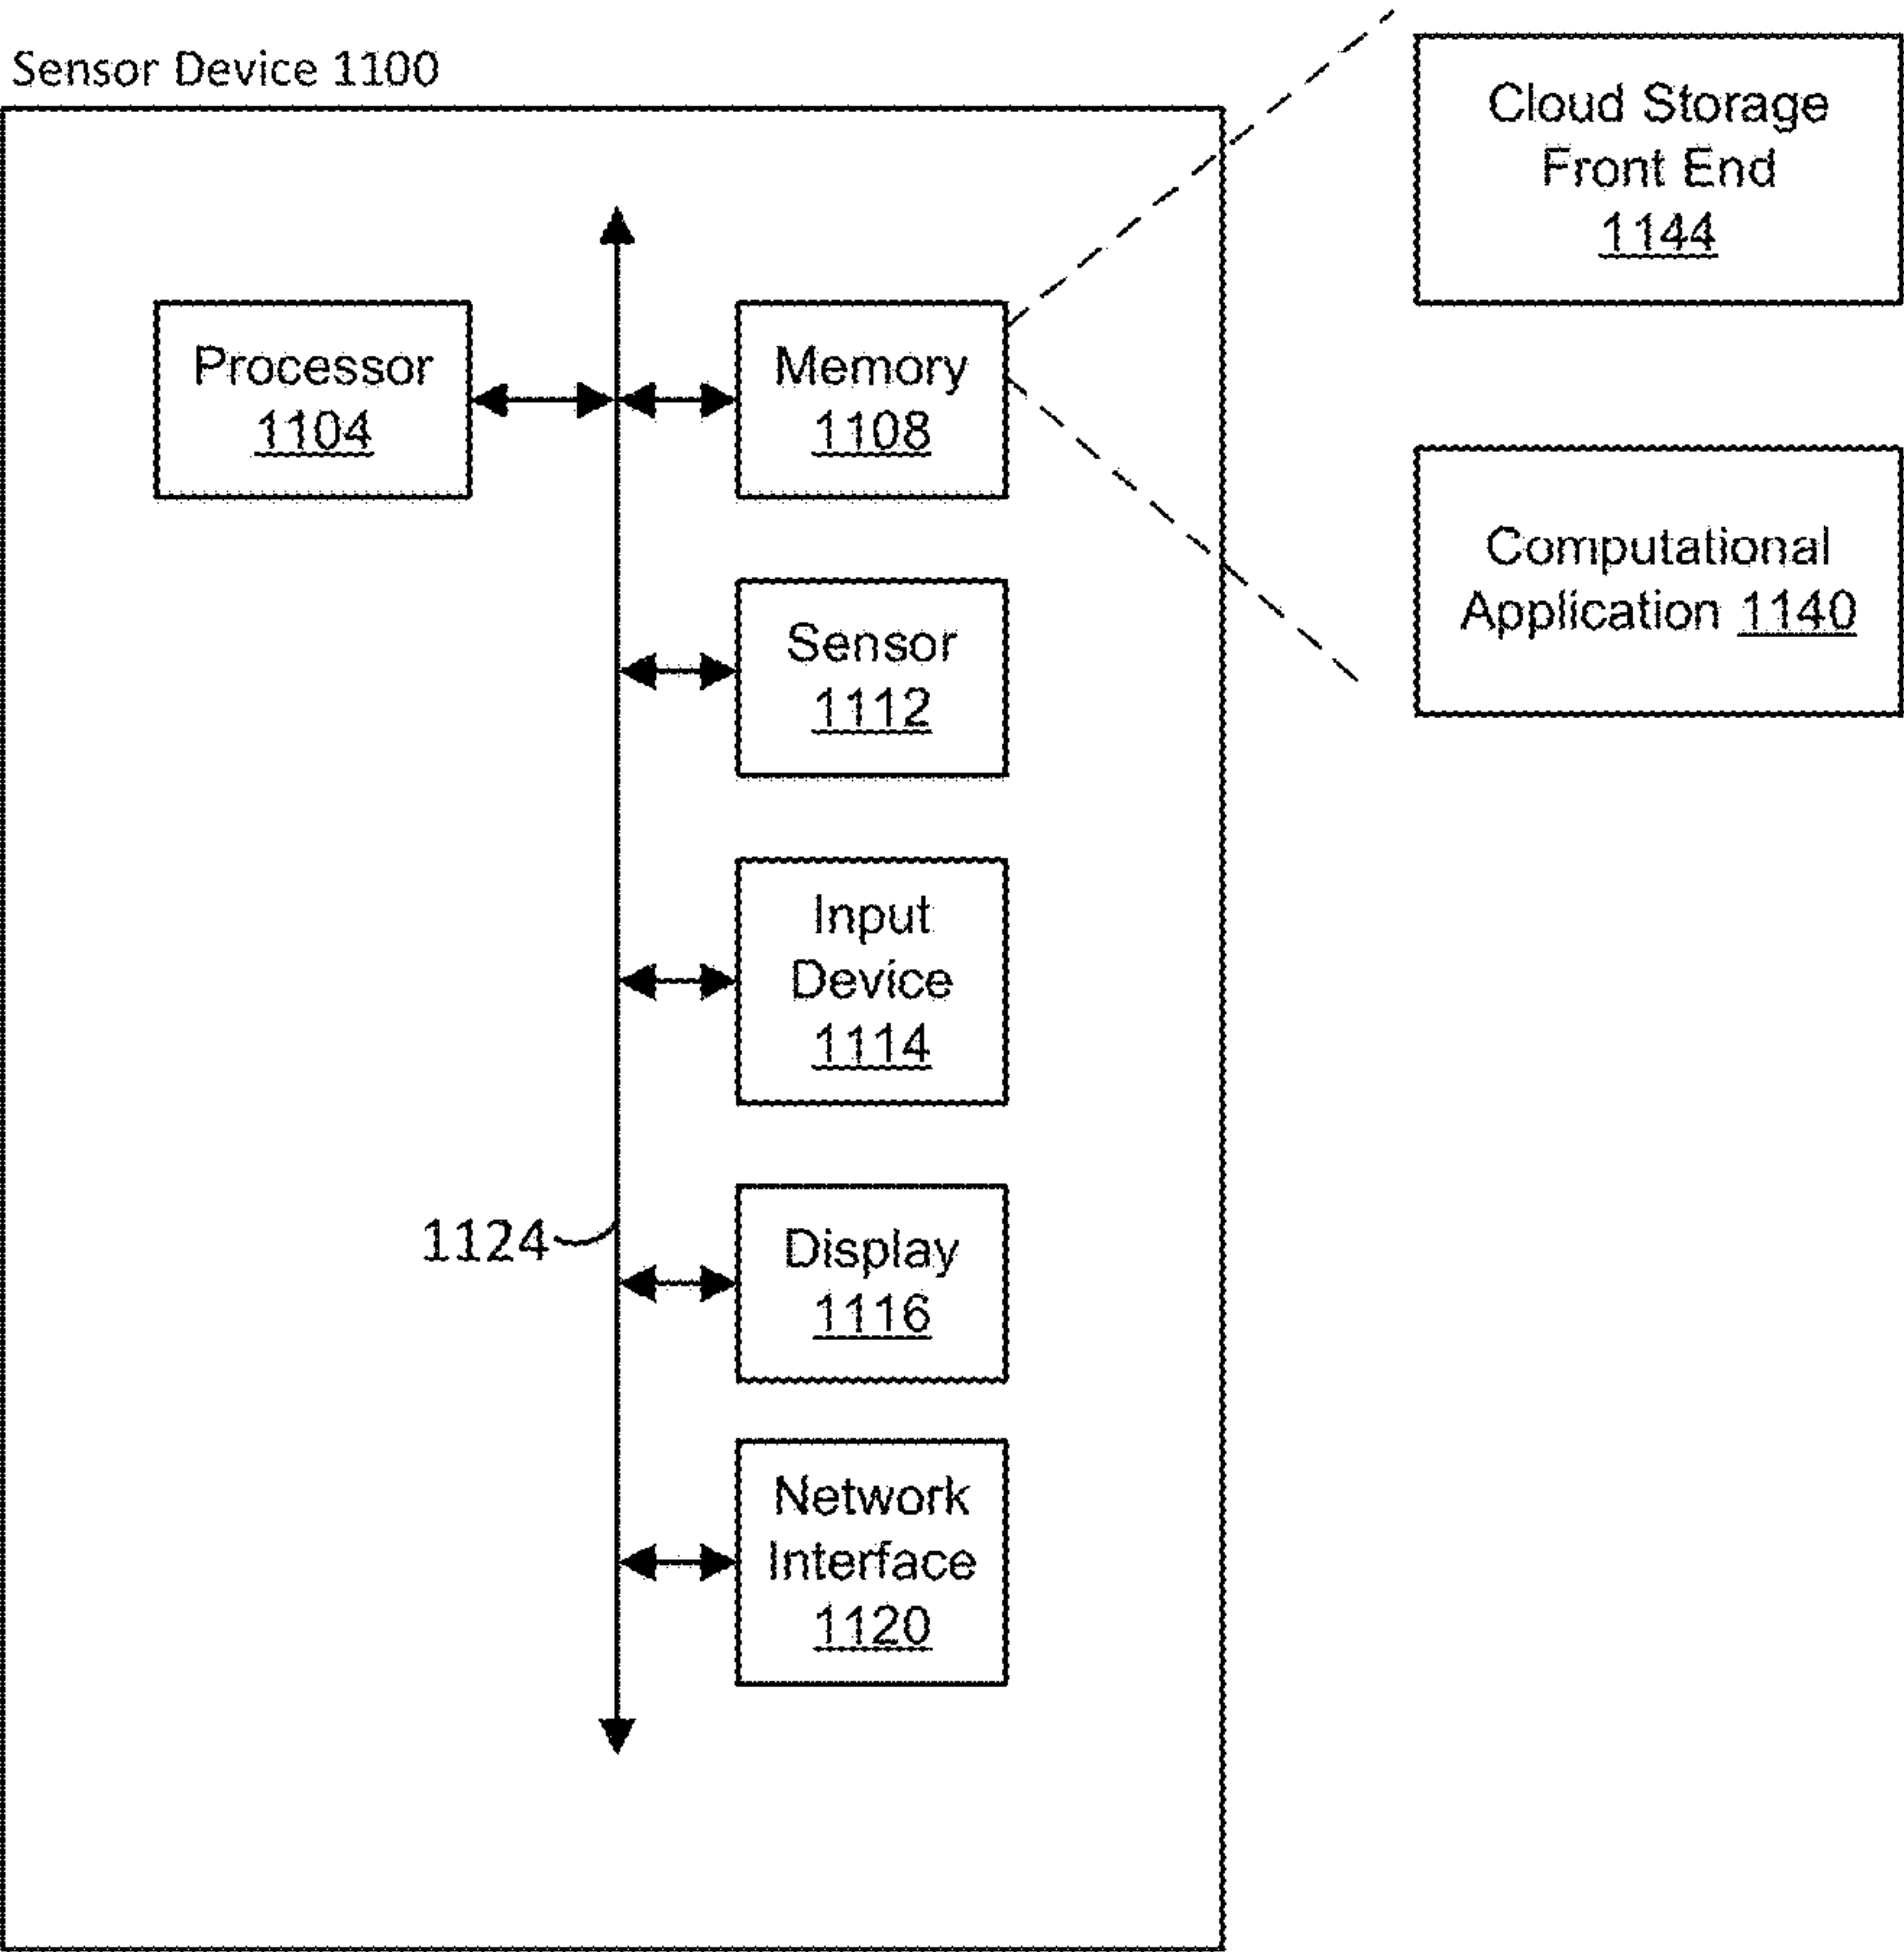 Sensor Device 1100
Cloud Storage
Front End
1144
Processor
1104
Memory
1108
Computational
Application 1140
Sensor
1112
Input
Device
1114
1124
Display
1116
Network
Interface
1120